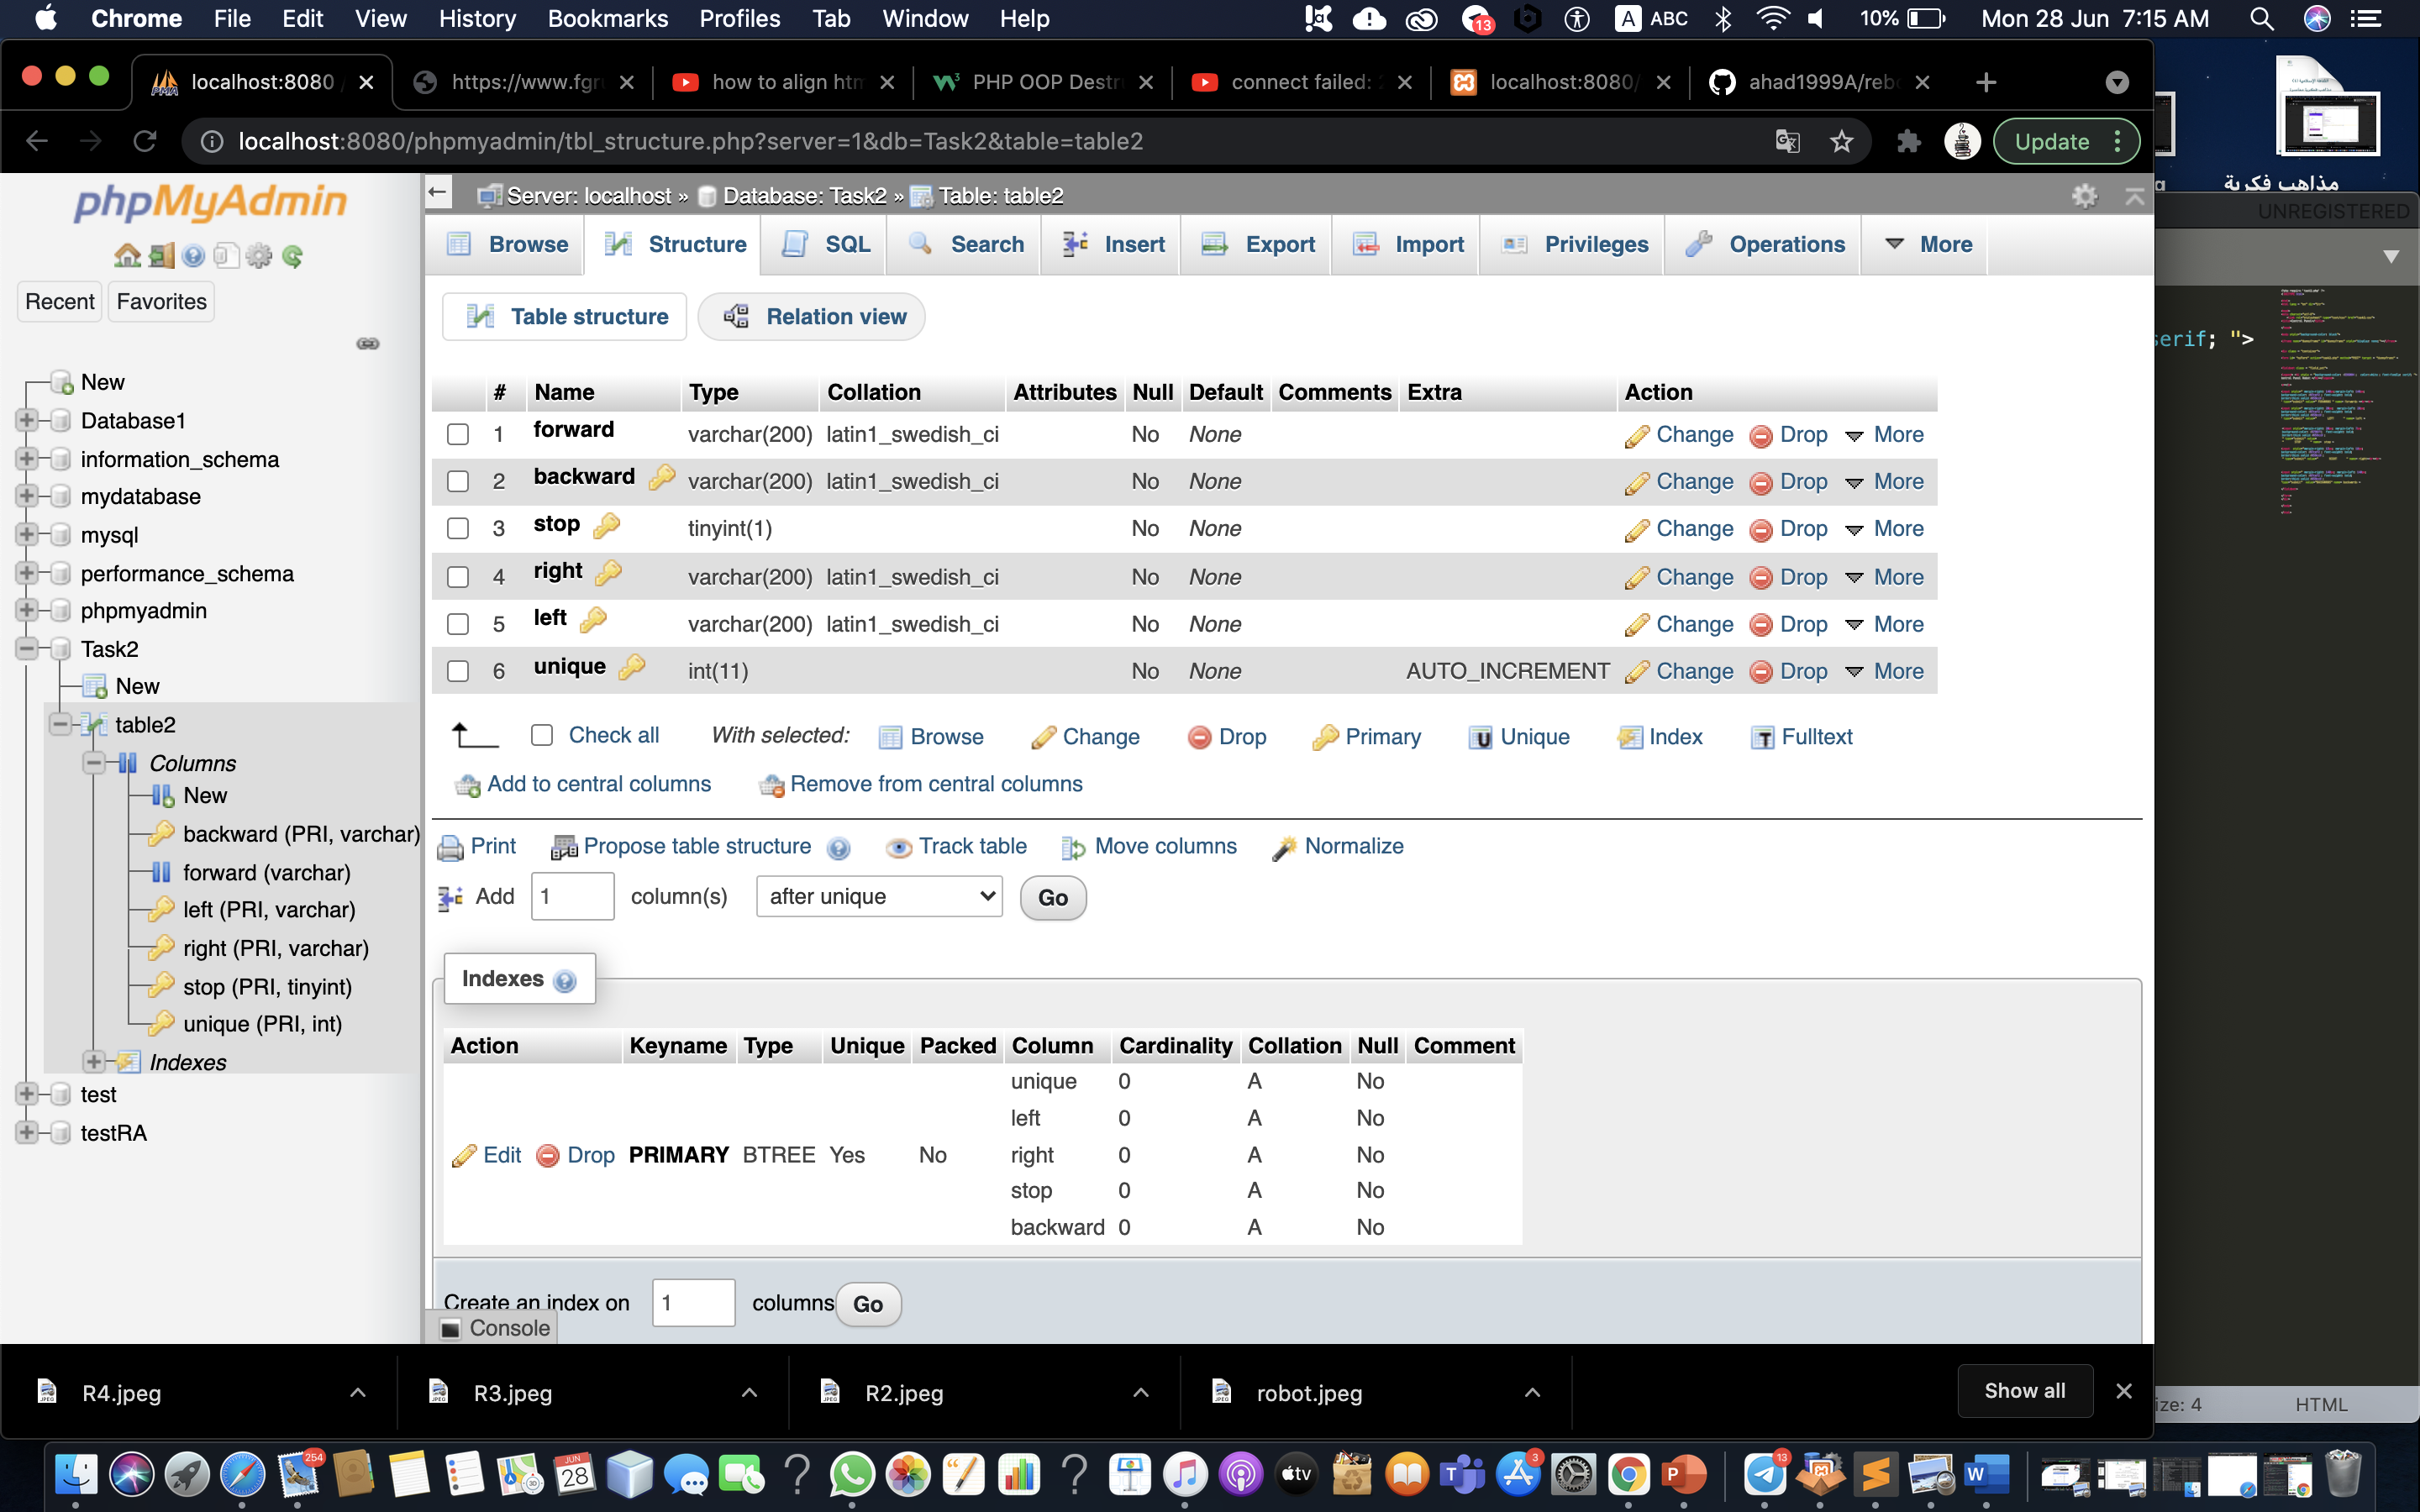 Chrome File Edit View History Bookmarks Profiles Tab Window Help 13 A ABC 10% Mon 28 Jun 7:15 AM
localhost:8080 / https://www.fgru how to align htm PHP OOP Destru connect failed: localhost:8080/ ahad1999A/rebo
localhost:8080/phpmyadmin/tbl_structure.php?server=1&db=Task2&table=table2 Update
مذاهب فكرية
UNREGISTERED
serif; ">
phpMyAdmin
Recent Favorites
New
Database1
information_schema
mydatabase
mysql
performance_schema
phpmyadmin
Task2
New
table2
Columns
New
backward (PRI, varchar)
forward (varchar)
left (PRI, varchar)
right (PRI, varchar)
stop (PRI, tinyint)
unique (PRI, int)
Indexes
test
testRA
Server: localhost » Database: Task2 » Table: table2
Browse Structure SQL Search Insert Export Import Privileges Operations More
Table structure Relation view
# Name Type Collation Attributes Null Default Comments Extra Action
1 forward varchar(200) latin1_swedish_ci No None Change Drop More
2 backward varchar(200) latin1_swedish_ci No None Change Drop More
3 stop tinyint(1) No None Change Drop More
4 right varchar(200) latin1_swedish_ci No None Change Drop More
5 left varchar(200) latin1_swedish_ci No None Change Drop More
6 unique int(11) No None AUTO_INCREMENT Change Drop More
Check all With selected: Browse Change Drop Primary Unique Index Fulltext
Add to central columns Remove from central columns
Print Propose table structure Track table Move columns Normalize
Add 1 column(s) after unique Go
Indexes
Action Keyname Type Unique Packed Column Cardinality Collation Null Comment
unique 0 A No
left 0 A No
Edit Drop PRIMARY BTREE Yes No right 0 A No
stop 0 A No
backward 0 A No
Create an index on 1 columns Go
Console
R4.jpeg R3.jpeg R2.jpeg robot.jpeg Show all
ize: 4 HTML
254 JUN 28 tv 3 13